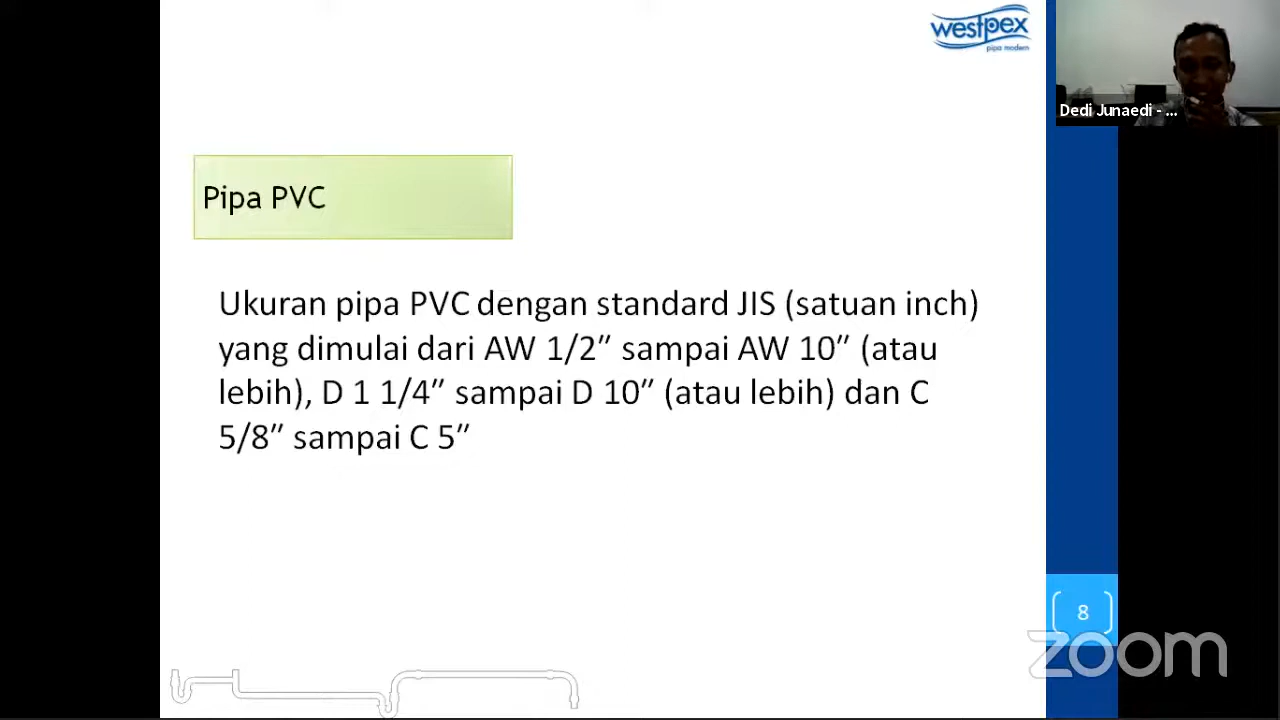 westpex
pipa modern
Dedi Junaedi - ...
Pipa PVC
Ukuran pipa PVC dengan standard JIS (satuan inch)
yang dimulai dari AW 1/2” sampai AW 10” (atau
lebih), D 1 1/4” sampai D 10” (atau lebih) dan C
5/8” sampai C 5”
8
zoom